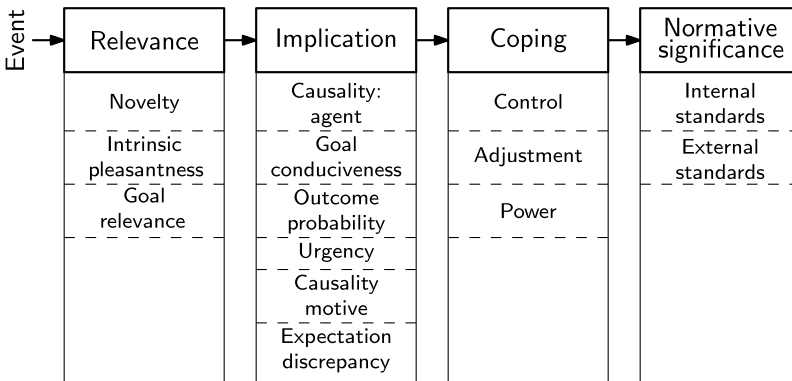 Event
Relevance
Implication
Coping
Normative
significance
Novelty
Intrinsic
pleasantness
Goal
relevance
Causality:
agent
Goal
conduciveness
Outcome
probability
Urgency
Causality
motive
Expectation
discrepancy
Control
Adjustment
Power
Internal
standards
External
standards